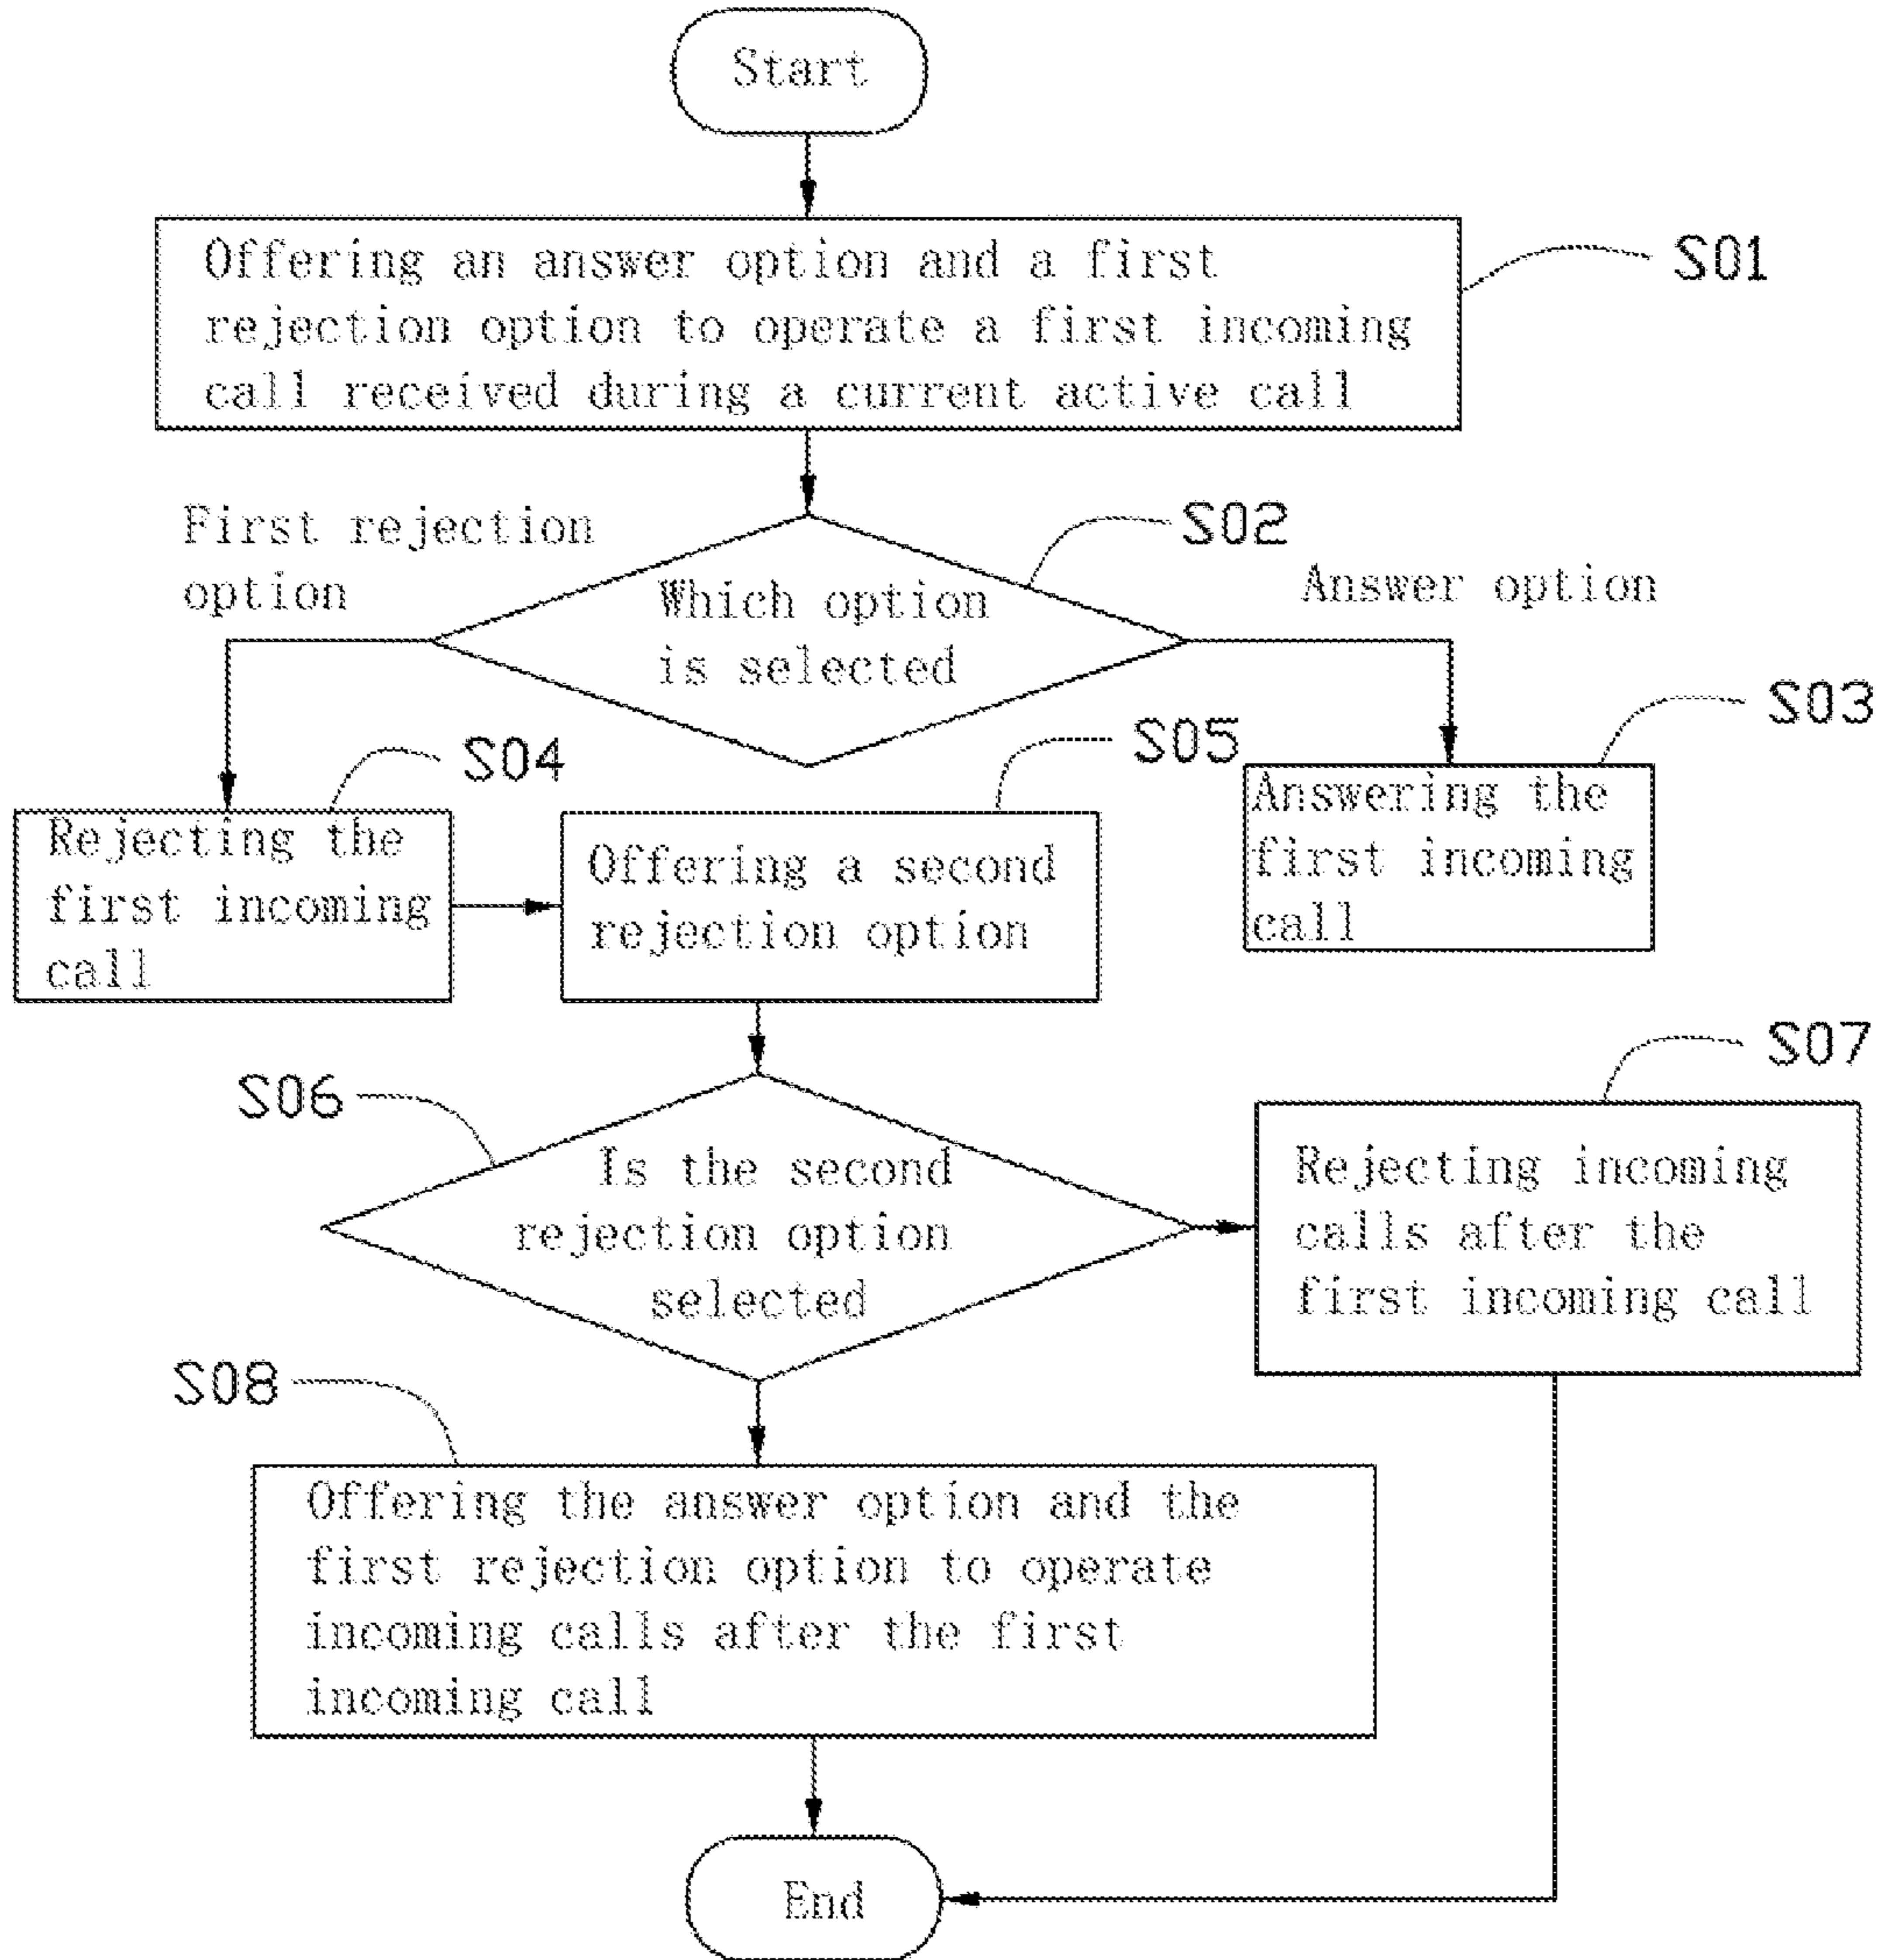 Start
Offering an answer option and a first
rejection option to operate a first incoming
call received during a current active call
S01
First rejection
option
S02
Which option
is selected
Answer option
S03
S04
S05
Rejecting the
first incoming
call
Offering a second
rejection option
Answering the
first incoming
call
S06
S07
Is the second
rejection option
selected
Rejecting incoming
calls after the
first incoming call
S08
Offering the answer option and the
first rejection option to operate
incoming calls after the first
incoming call
End